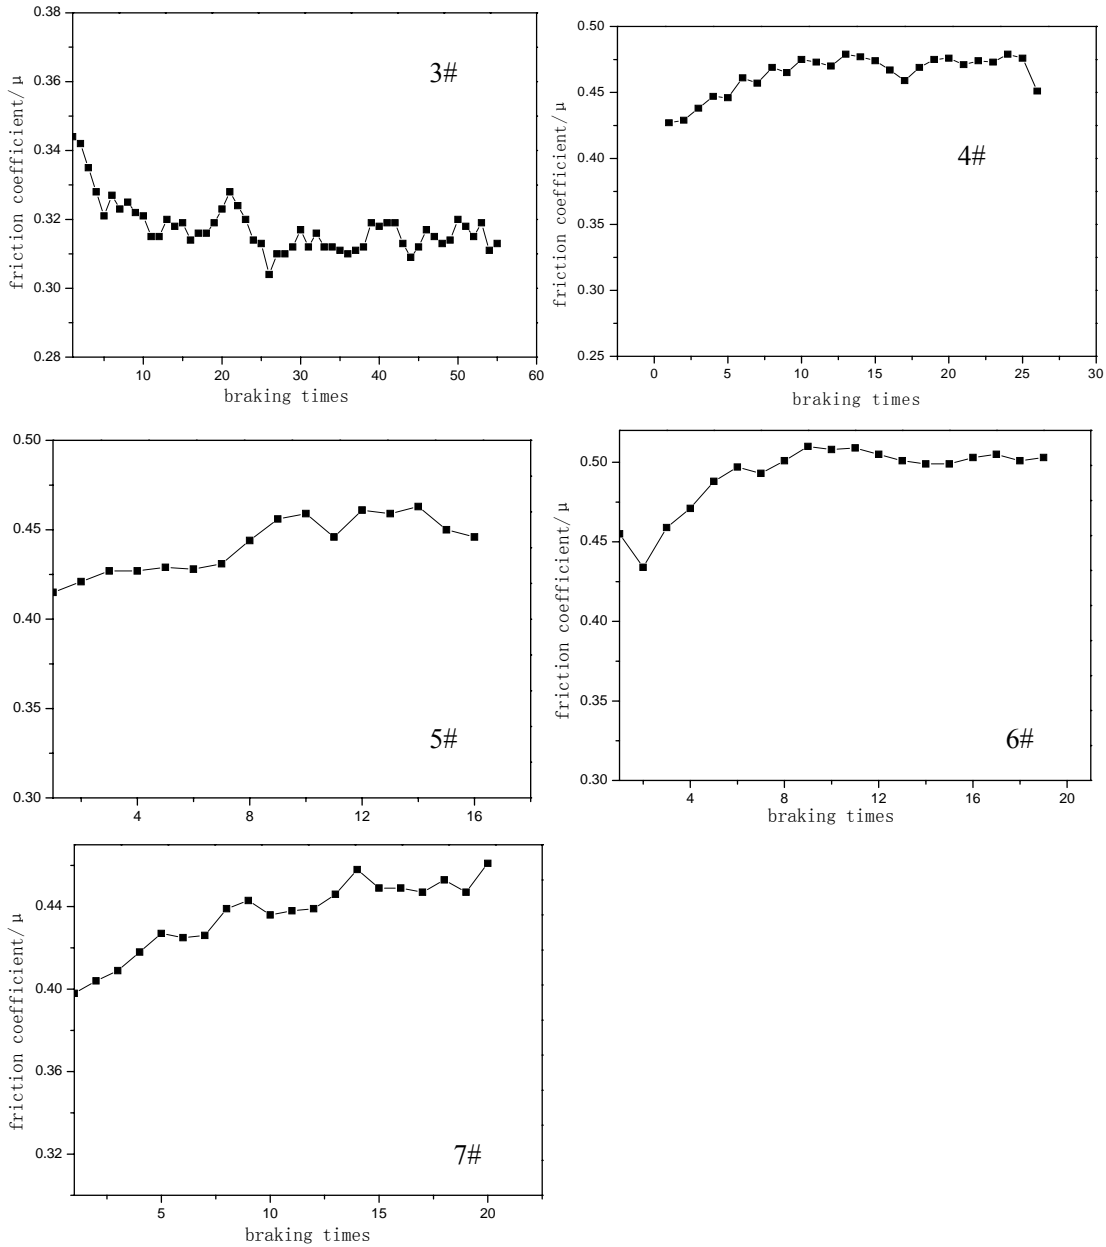 0.38
0.36
0.34
0.32
0.30
0.28
friction coefficient/μ
3#
10 20 30 40 50 60
braking times
0.50
0.45
0.40
0.35
0.30
0.25
friction coefficient/μ
4#
0 5 10 15 20 25 30
braking times
0.50
0.45
0.40
0.35
0.30
5#
4 8 12 16
0.50
0.45
0.40
0.35
0.30
friction coefficient/μ
6#
4 8 12 16 20
braking times
0.44
0.40
0.36
0.32
friction coefficient/μ
7#
5 10 15 20
braking times